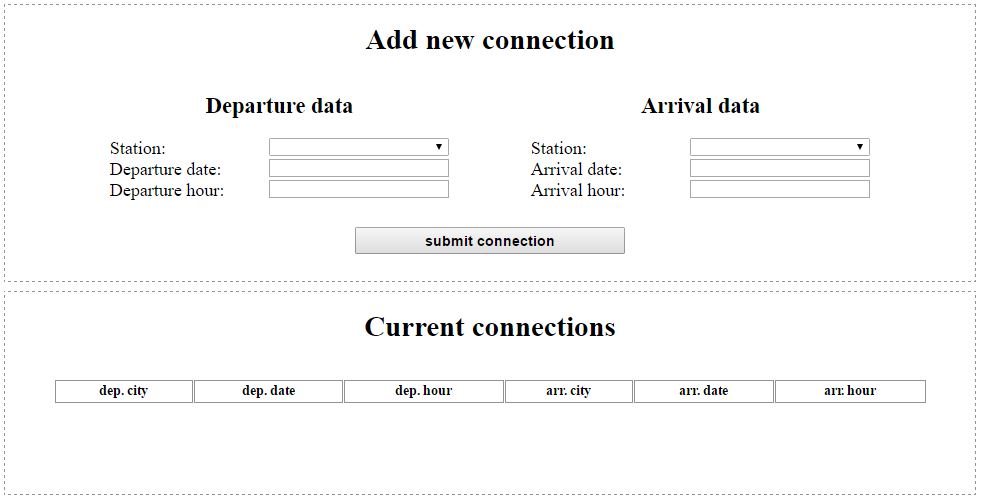 Add new connection
Departure data
Arrival data
Station:
Station:
Departure date:
Arrival date:
Departure hour:
Arrival hour:
submit connection
Current connections
dep. city dep. date dep. hour arr. city arr. date arr. hour